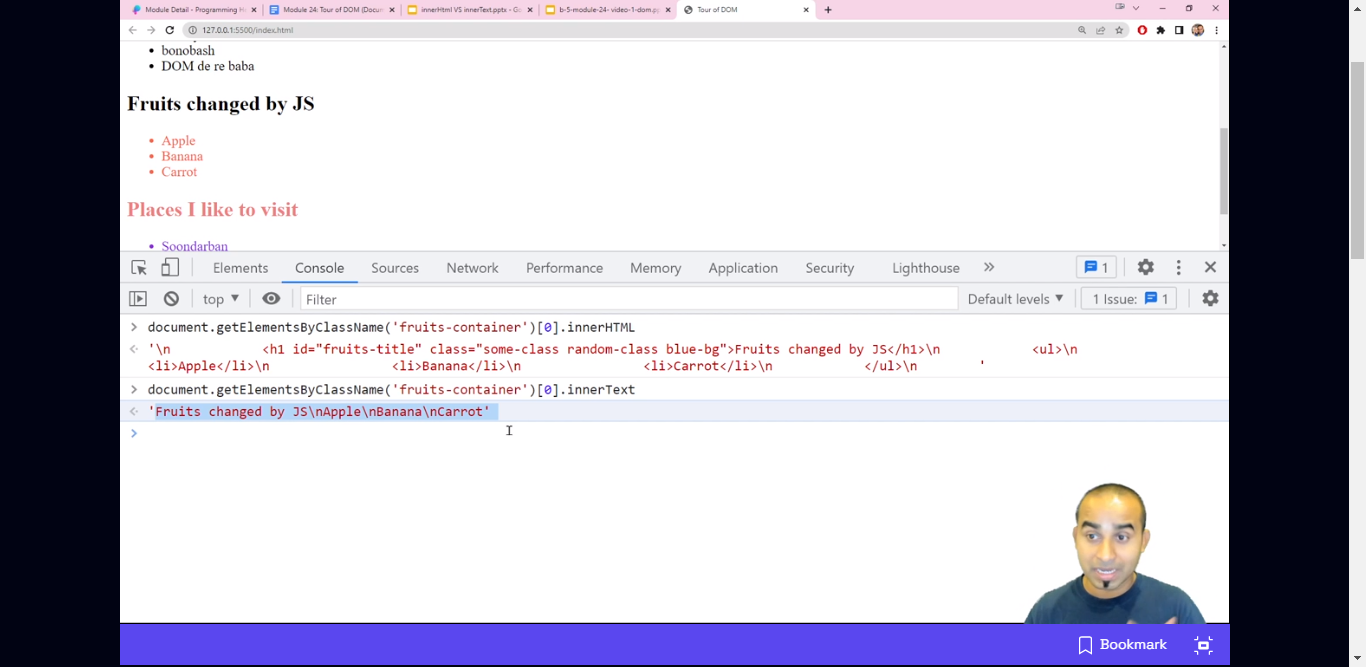 Module Detail - Programming H
Module 24: Tour of DOM (Docum
innerHtml VS innerText.pptx - Go
b-5-module-24- video-1-dom.pp
Tour of DOM
127.0.0.1:5500/index.html
bonobash
DOM de re baba
Fruits changed by JS
Apple
Banana
Carrot
Places I like to visit
Soondarban
Elements Console Sources Network Performance Memory Application Security Lighthouse » 1
top ▼ Filter Default levels ▼ 1 Issue: 1
> document.getElementsByClassName('fruits-container')[0].innerHTML
'\n <h1 id="fruits-title" class="some-class random-class blue-bg">Fruits changed by JS</h1>\n <ul>\n
<li>Apple</li>\n <li>Banana</li>\n <li>Carrot</li>\n </ul>\n '
> document.getElementsByClassName('fruits-container')[0].innerText
'Fruits changed by JS\nApple\nBanana\nCarrot'
>
Bookmark